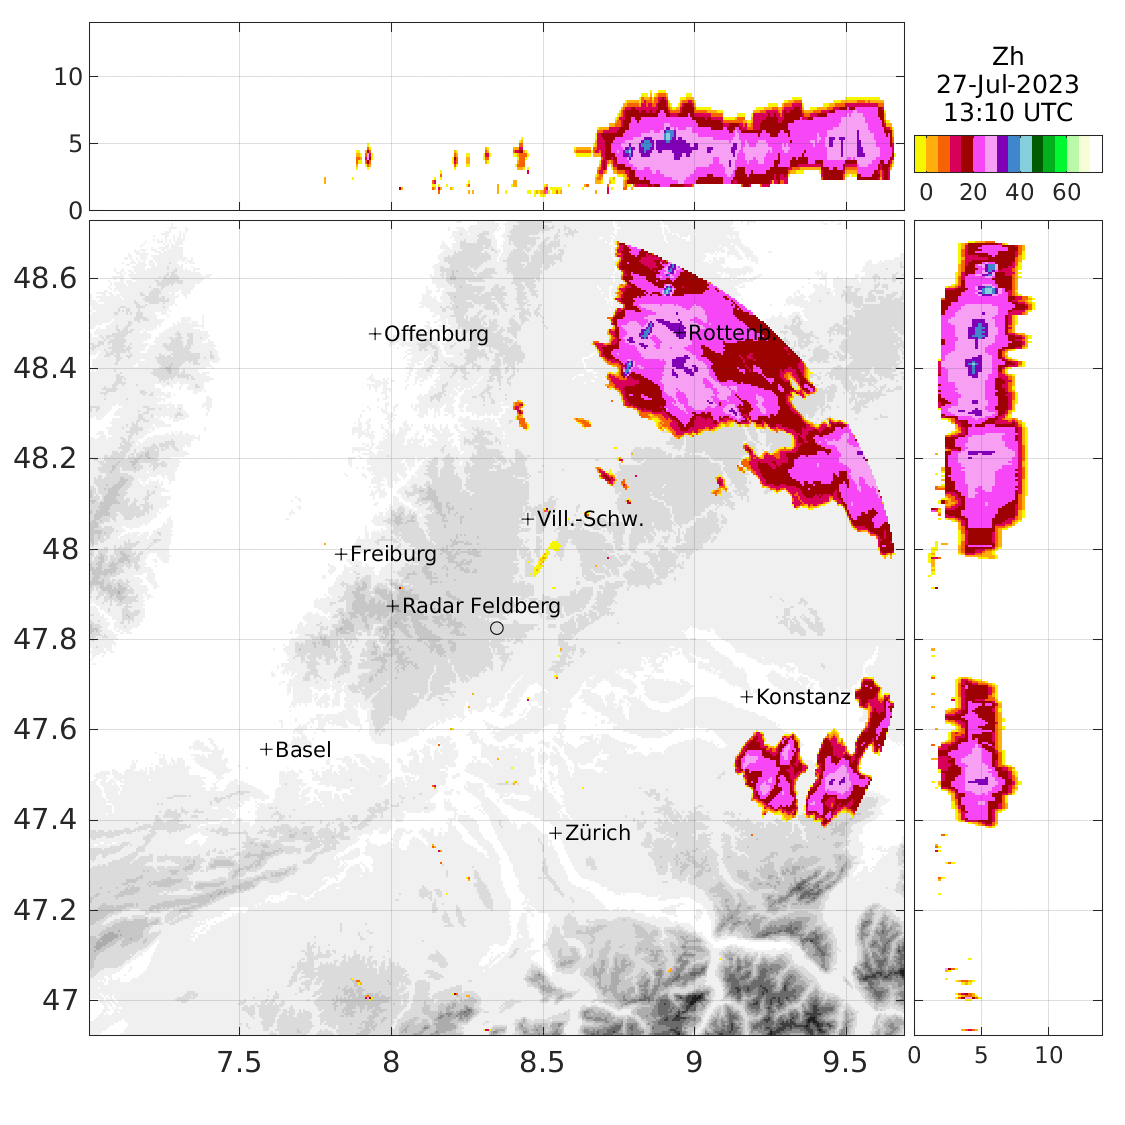 10
5
0
Zh
27-Jul-2023
13:10 UTC
0 20 40 60
48.6
48.4
48.2
48
47.8
47.6
47.4
47.2
47
Offenburg
Rottenb.
Vill.-Schw.
Freiburg
Radar Feldberg
Konstanz
Basel
Zürich
7.5 8 8.5 9 9.5
0 5 10